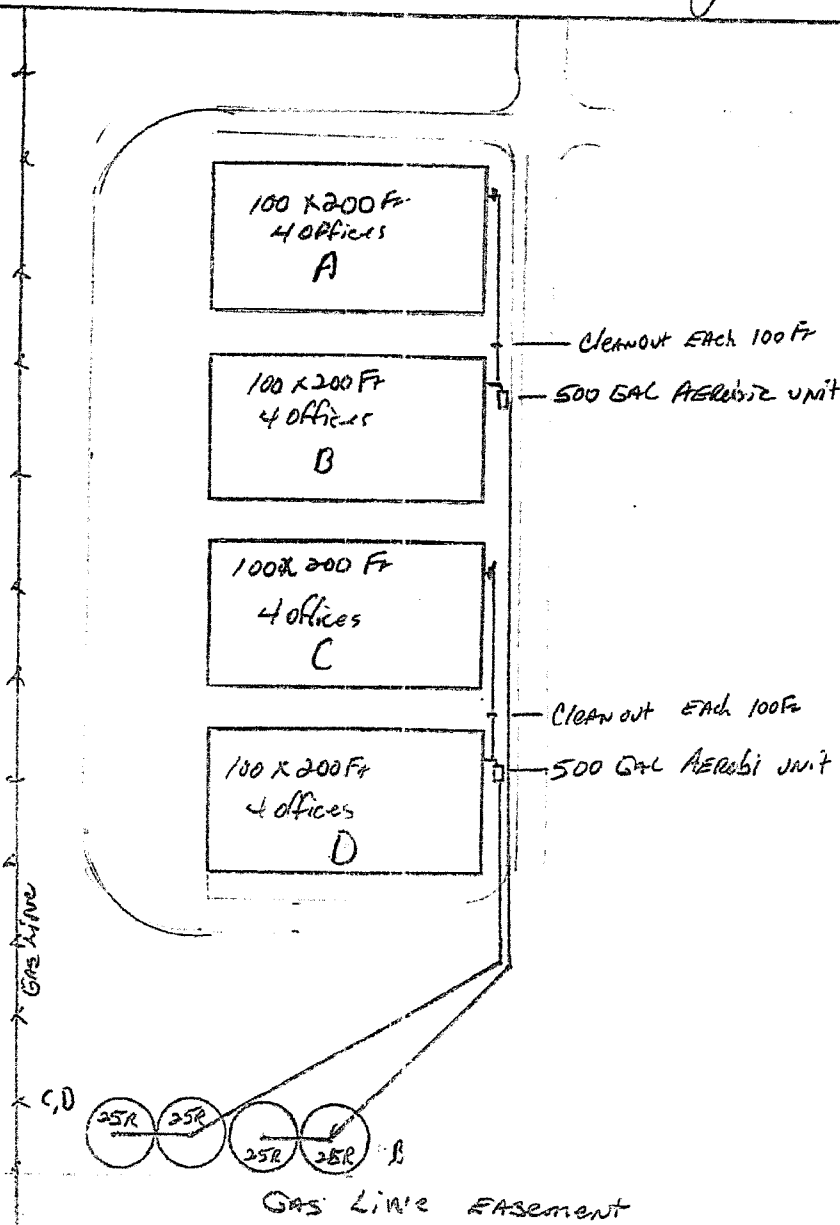 100 X 200 Ft
4 Offices
A
Cleanout Each 100 Ft
500 GAL AERobic unit
100 X 200 Ft
4 offices
B
100 X 200 Ft
4 offices
C
Cleanout Each 100 Ft
500 GAL AERobi unit
100 X 200 Ft
4 offices
D
GAS Line
C,D
25R 25R
25R 25R
B
GAS Line EASEMENT